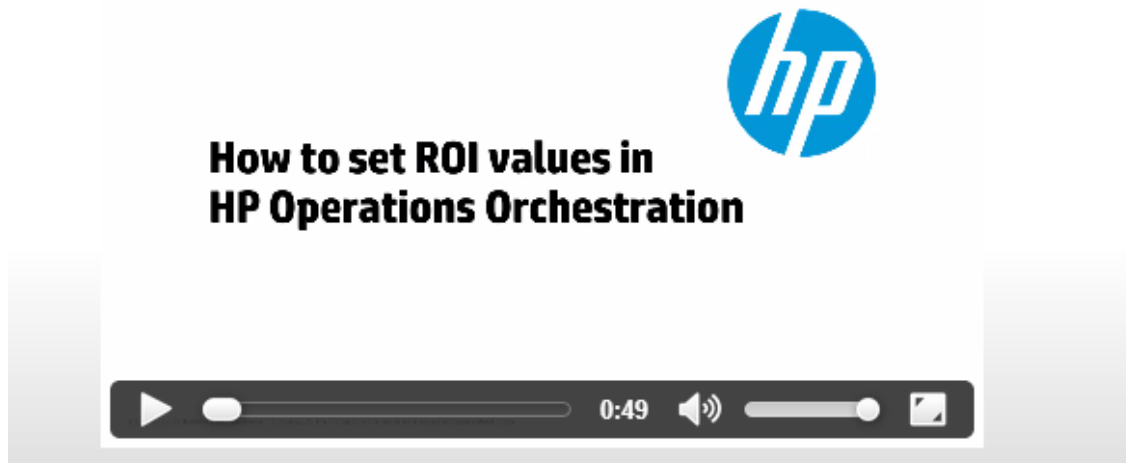 hp
How to set ROI values in
HP Operations Orchestration
0:49